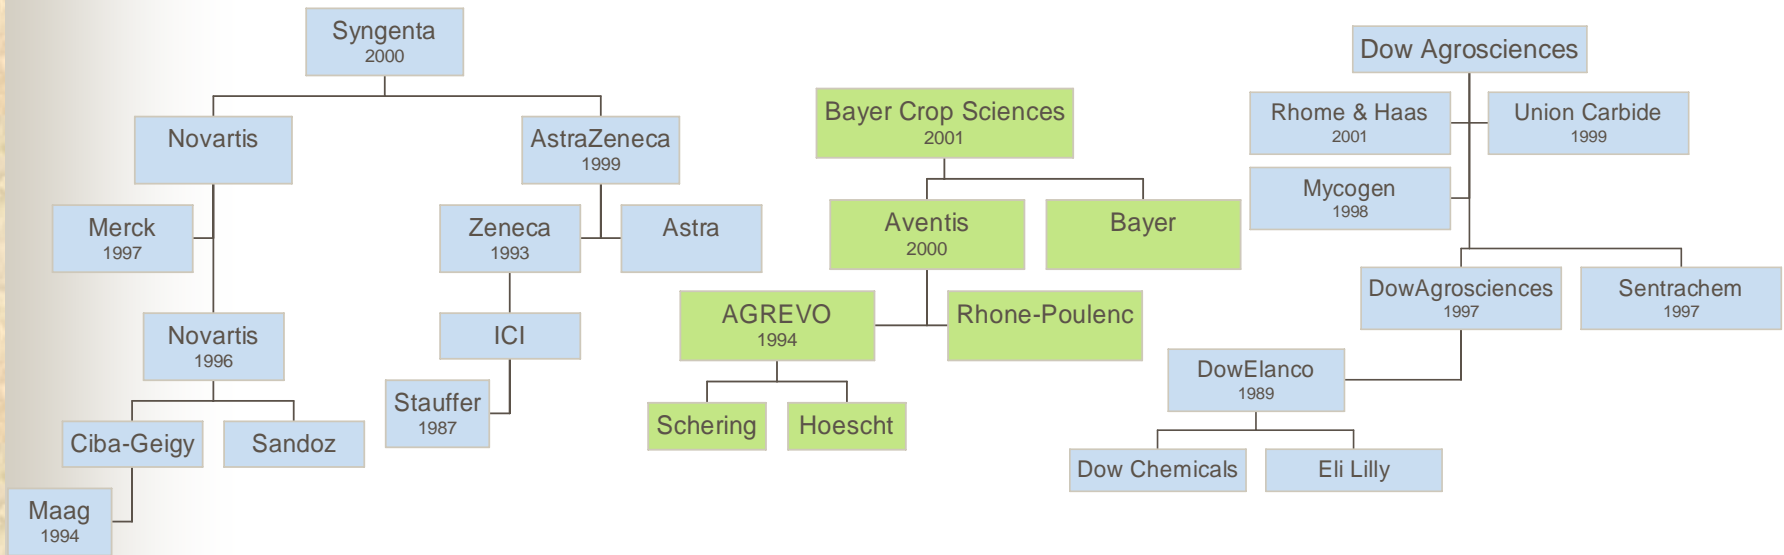 Syngenta
2000
Novartis
AstraZeneca
1999
Merck
1997
Zeneca
1993
Astra
Novartis
1996
ICI
Stauffer
1987
Ciba-Geigy
Sandoz
Maag
1994
Bayer Crop Sciences
2001
Aventis
2000
Bayer
AGREVO
1994
Rhone-Poulenc
Schering
Hoescht
Dow Agrosciences
Rhome & Haas
2001
Union Carbide
1999
Mycogen
1998
DowAgrosciences
1997
Sentrachem
1997
DowElanco
1989
Dow Chemicals
Eli Lilly